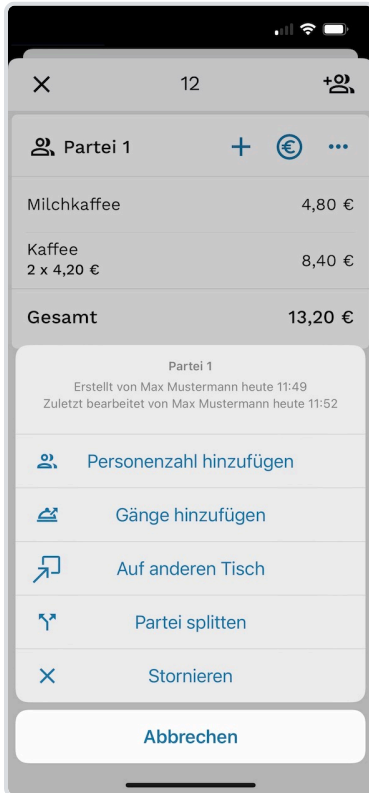 12
Partei 1
Milchkaffee 4,80 €
Kaffee
2 x 4,20 € 8,40 €
Gesamt 13,20 €
Partei 1
Erstellt von Max Mustermann heute 11:49
Zuletzt bearbeitet von Max Mustermann heute 11:52
Personenzahl hinzufügen
Gänge hinzufügen
Auf anderen Tisch
Partei splitten
Stornieren
Abbrechen